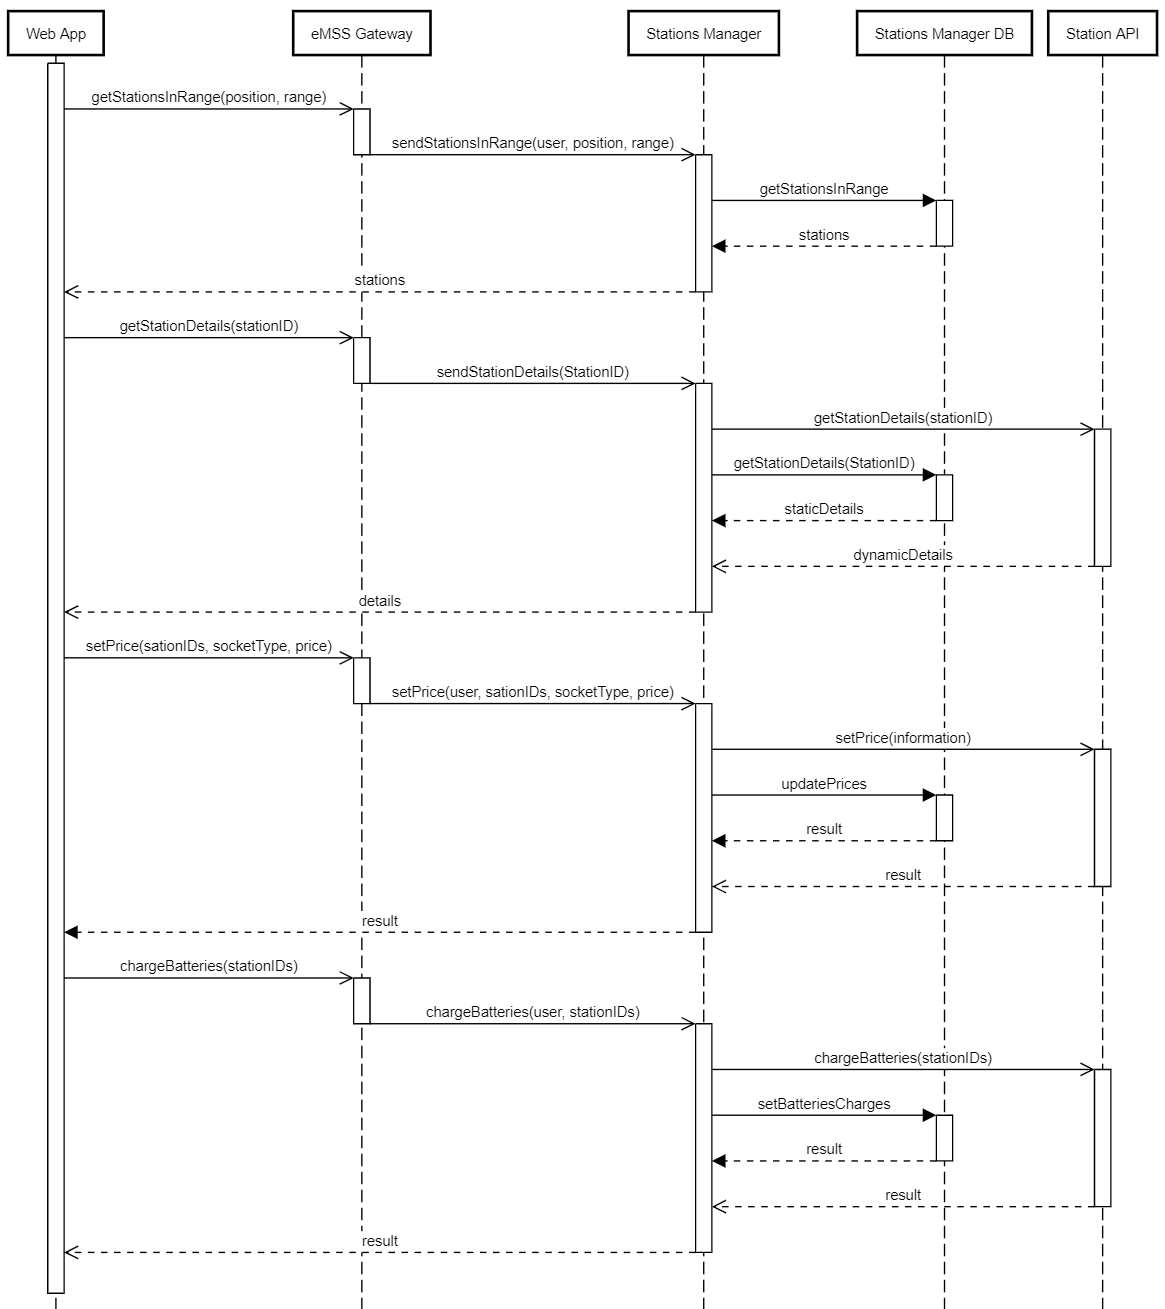 Web App
eMSS Gateway
Stations Manager
Stations Manager DB
Station API
getStationsInRange(position, range)
sendStationsInRange(user, position, range)
getStationsInRange
stations
stations
getStationDetails(stationID)
sendStationDetails(StationID)
getStationDetails(stationID)
getStationDetails(StationID)
staticDetails
dynamicDetails
details
setPrice(sationIDs, socketType, price)
setPrice(user, sationIDs, socketType, price)
setPrice(information)
updatePrices
result
result
result
chargeBatteries(stationIDs)
chargeBatteries(user, stationIDs)
chargeBatteries(stationIDs)
setBatteriesCharges
result
result
result